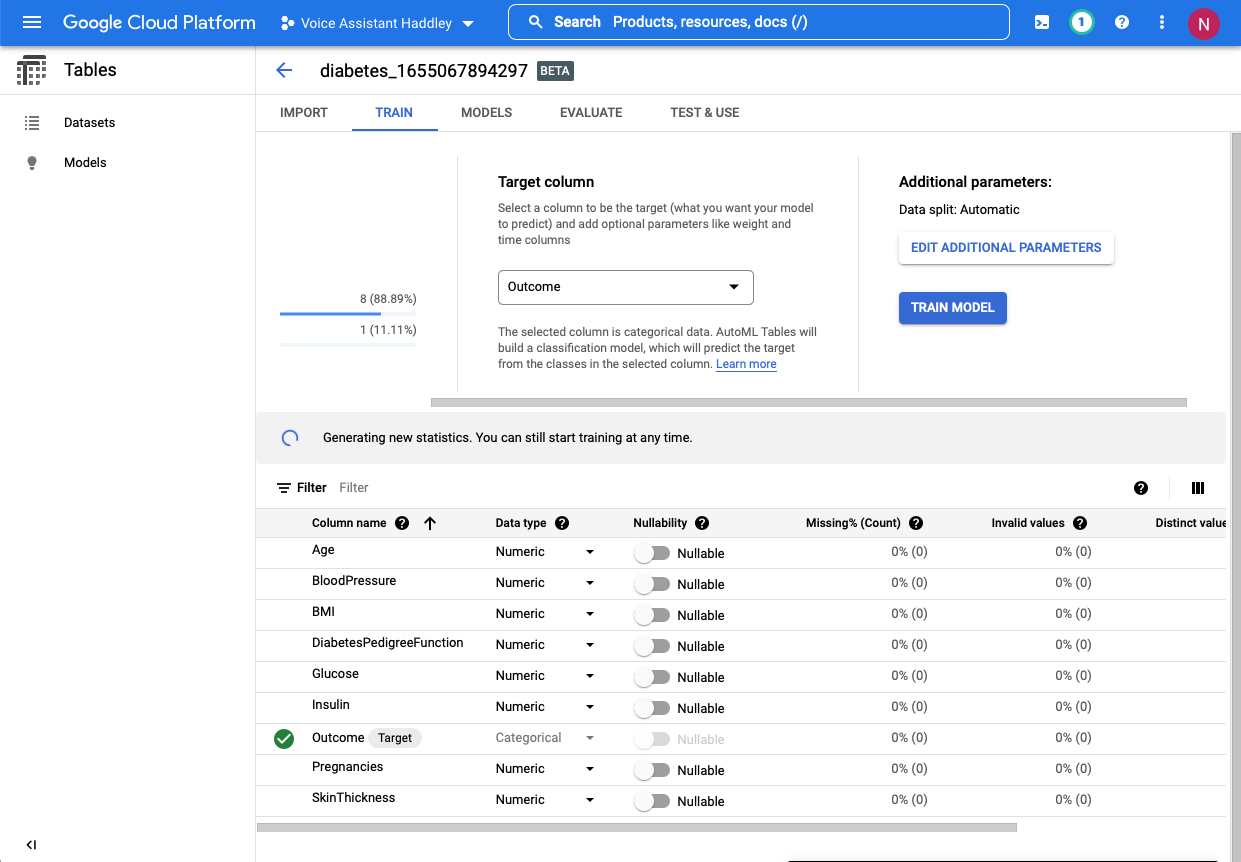 Google Cloud Platform
Voice Assistant Haddley
Search Products, resources, docs (/)
1
N
Tables
diabetes_1655067894297 BETA
Datasets
Models
IMPORT TRAIN MODELS EVALUATE TEST & USE
8 (88.89%)
1 (11.11%)
Target column
Select a column to be the target (what you want your model
to predict) and add optional parameters like weight and
time columns
Outcome
The selected column is categorical data. AutoML Tables will
build a classification model, which will predict the target
from the classes in the selected column. Learn more
Additional parameters:
Data split: Automatic
EDIT ADDITIONAL PARAMETERS
TRAIN MODEL
Generating new statistics. You can still start training at any time.
Filter Filter
Column name Data type Nullability Missing% (Count) Invalid values Distinct value
Age Numeric Nullable 0% (0) 0% (0)
BloodPressure Numeric Nullable 0% (0) 0% (0)
BMI Numeric Nullable 0% (0) 0% (0)
DiabetesPedigreeFunction Numeric Nullable 0% (0) 0% (0)
Glucose Numeric Nullable 0% (0) 0% (0)
Insulin Numeric Nullable 0% (0) 0% (0)
Outcome Target Categorical Nullable 0% (0) 0% (0)
Pregnancies Numeric Nullable 0% (0) 0% (0)
SkinThickness Numeric Nullable 0% (0) 0% (0)